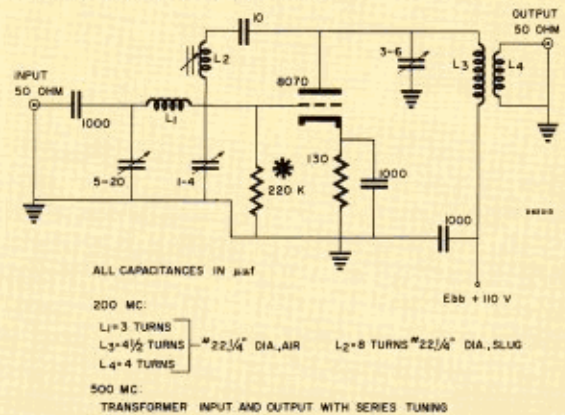 10
OUTPUT
50 OHM
3-6
L2
L3
L4
8070
INPUT
50 OHM
L1
1000
5-20
1-4
220 K
*
130
1000
1000
Ebb + 110 V
ALL CAPACITANCES IN μμf
200 MC:
L1=3 TURNS
L3=4 1/2 TURNS
L4=4 TURNS
#22, 1/4" DIA., AIR
L2=8 TURNS #22, 1/4" DIA., SLUG
500 MC:
TRANSFORMER INPUT AND OUTPUT WITH SERIES TUNING